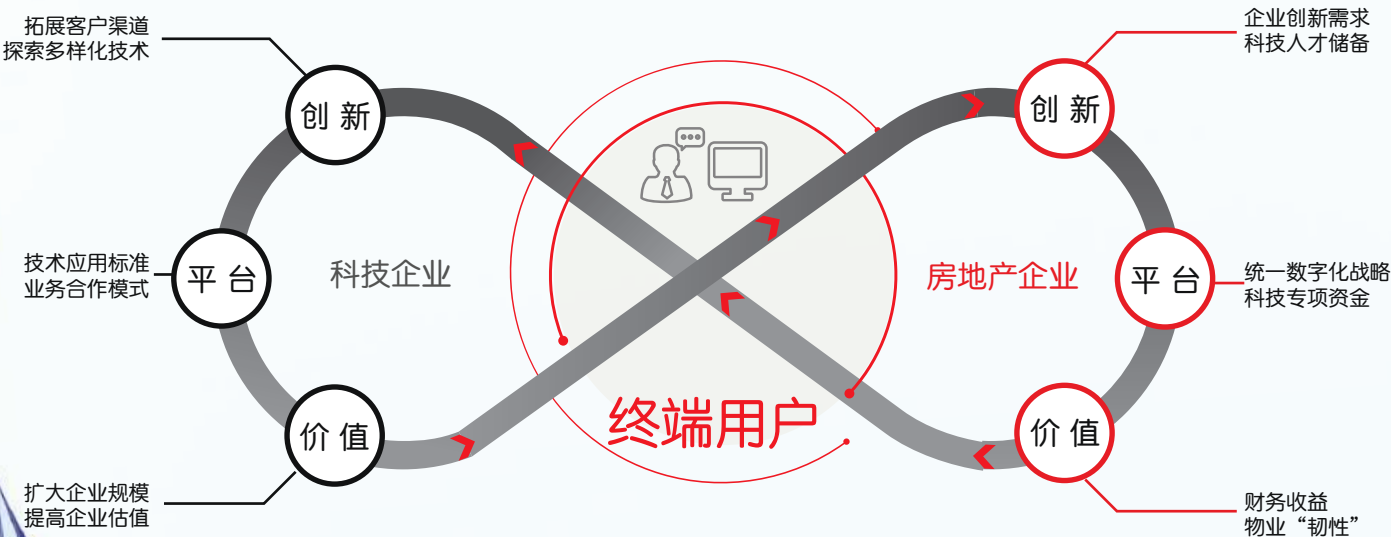 拓展客户渠道
探索多样化技术
创新
技术应用标准
业务合作模式
平台
科技企业
价值
扩大企业规模
提高企业估值
终端用户
企业创新需求
科技人才储备
创新
房地产企业
平台
统一数字化战略
科技专项资金
价值
财务收益
物业“韧性”